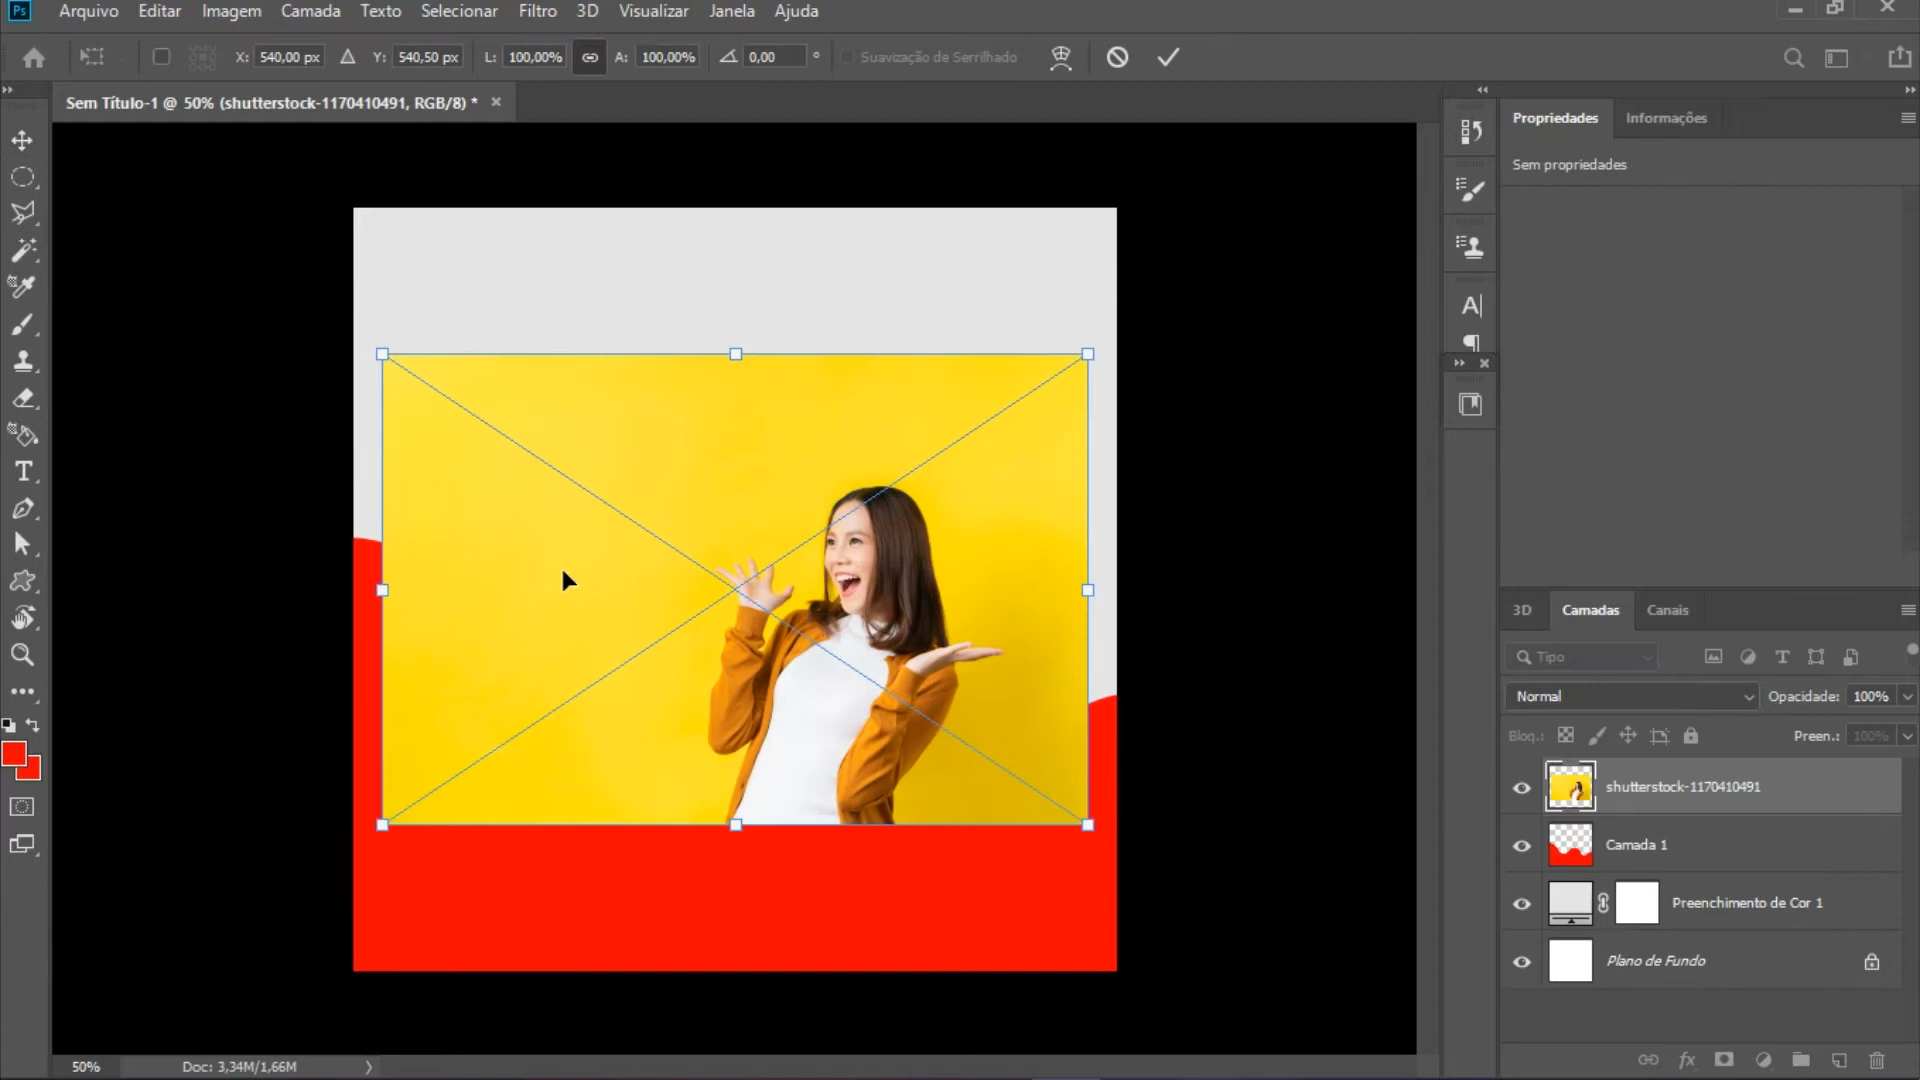 Ps Arquivo Editar Imagem Camada Texto Selecionar Filtro 3D Visualizar Janela Ajuda
X: 540,00 px Y: 540,50 px L: 100,00% A: 100,00% 0,00 ° Suavização de Serrilhado
Sem Título-1 @ 50% (shutterstock-1170410491, RGB/8) * ×
Propriedades Informações
Sem propriedades
3D Camadas Canais
Tipo
Normal Opacidade: 100%
Bloq.: Preen.: 100%
shutterstock-1170410491
Camada 1
Preenchimento de Cor 1
Plano de Fundo
fx
50% Doc: 3,34M/1,66M